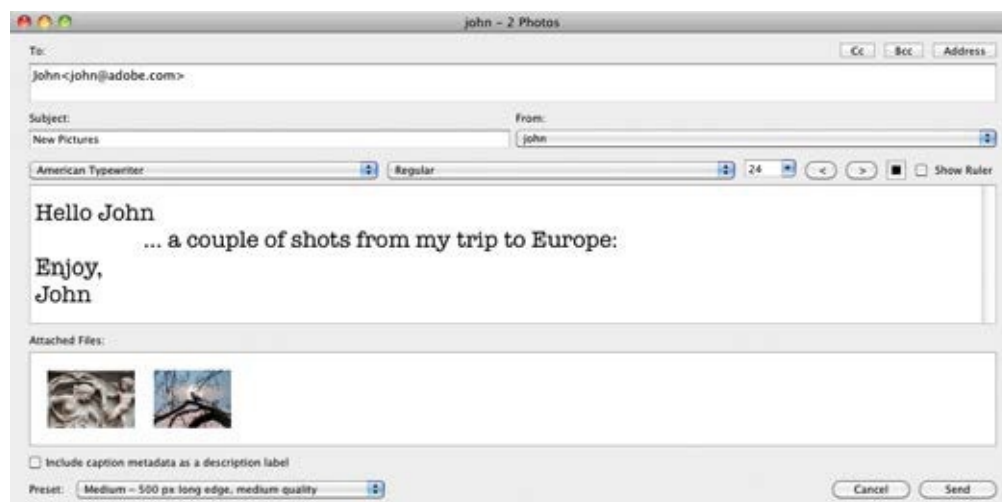 john – 2 Photos
To:
Cc Bcc Address
John<john@adobe.com>
Subject:
From:
New Pictures
john
American Typewriter Regular 24 < > Show Ruler
Hello John
... a couple of shots from my trip to Europe:
Enjoy,
John
Attached Files:
Include caption metadata as a description label
Preset: Medium – 500 px long edge, medium quality Cancel Send